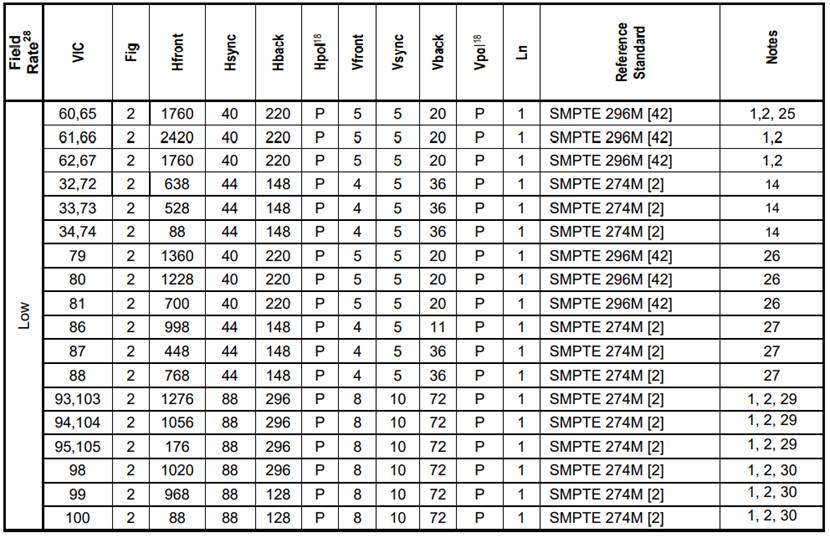 Field Rate28 VIC Fig Hfront Hsync Hback Hpol18 Vfront Vsync Vback Vpol18 Ln Reference Standard Notes
Low
60,65 2 1760 40 220 P 5 5 20 P 1 SMPTE 296M [42] 1,2, 25
61,66 2 2420 40 220 P 5 5 20 P 1 SMPTE 296M [42] 1,2
62,67 2 1760 40 220 P 5 5 20 P 1 SMPTE 296M [42] 1,2
32,72 2 638 44 148 P 4 5 36 P 1 SMPTE 274M [2] 14
33,73 2 528 44 148 P 4 5 36 P 1 SMPTE 274M [2] 14
34,74 2 88 44 148 P 4 5 36 P 1 SMPTE 274M [2] 14
79 2 1360 40 220 P 5 5 20 P 1 SMPTE 296M [42] 26
80 2 1228 40 220 P 5 5 20 P 1 SMPTE 296M [42] 26
81 2 700 40 220 P 5 5 20 P 1 SMPTE 296M [42] 26
86 2 998 44 148 P 4 5 11 P 1 SMPTE 274M [2] 27
87 2 448 44 148 P 4 5 36 P 1 SMPTE 274M [2] 27
88 2 768 44 148 P 4 5 36 P 1 SMPTE 274M [2] 27
93,103 2 1276 88 296 P 8 10 72 P 1 SMPTE 274M [2] 1, 2, 29
94,104 2 1056 88 296 P 8 10 72 P 1 SMPTE 274M [2] 1, 2, 29
95,105 2 176 88 296 P 8 10 72 P 1 SMPTE 274M [2] 1, 2, 29
98 2 1020 88 296 P 8 10 72 P 1 SMPTE 274M [2] 1, 2, 30
99 2 968 88 128 P 8 10 72 P 1 SMPTE 274M [2] 1, 2, 30
100 2 88 88 128 P 8 10 72 P 1 SMPTE 274M [2] 1, 2, 30